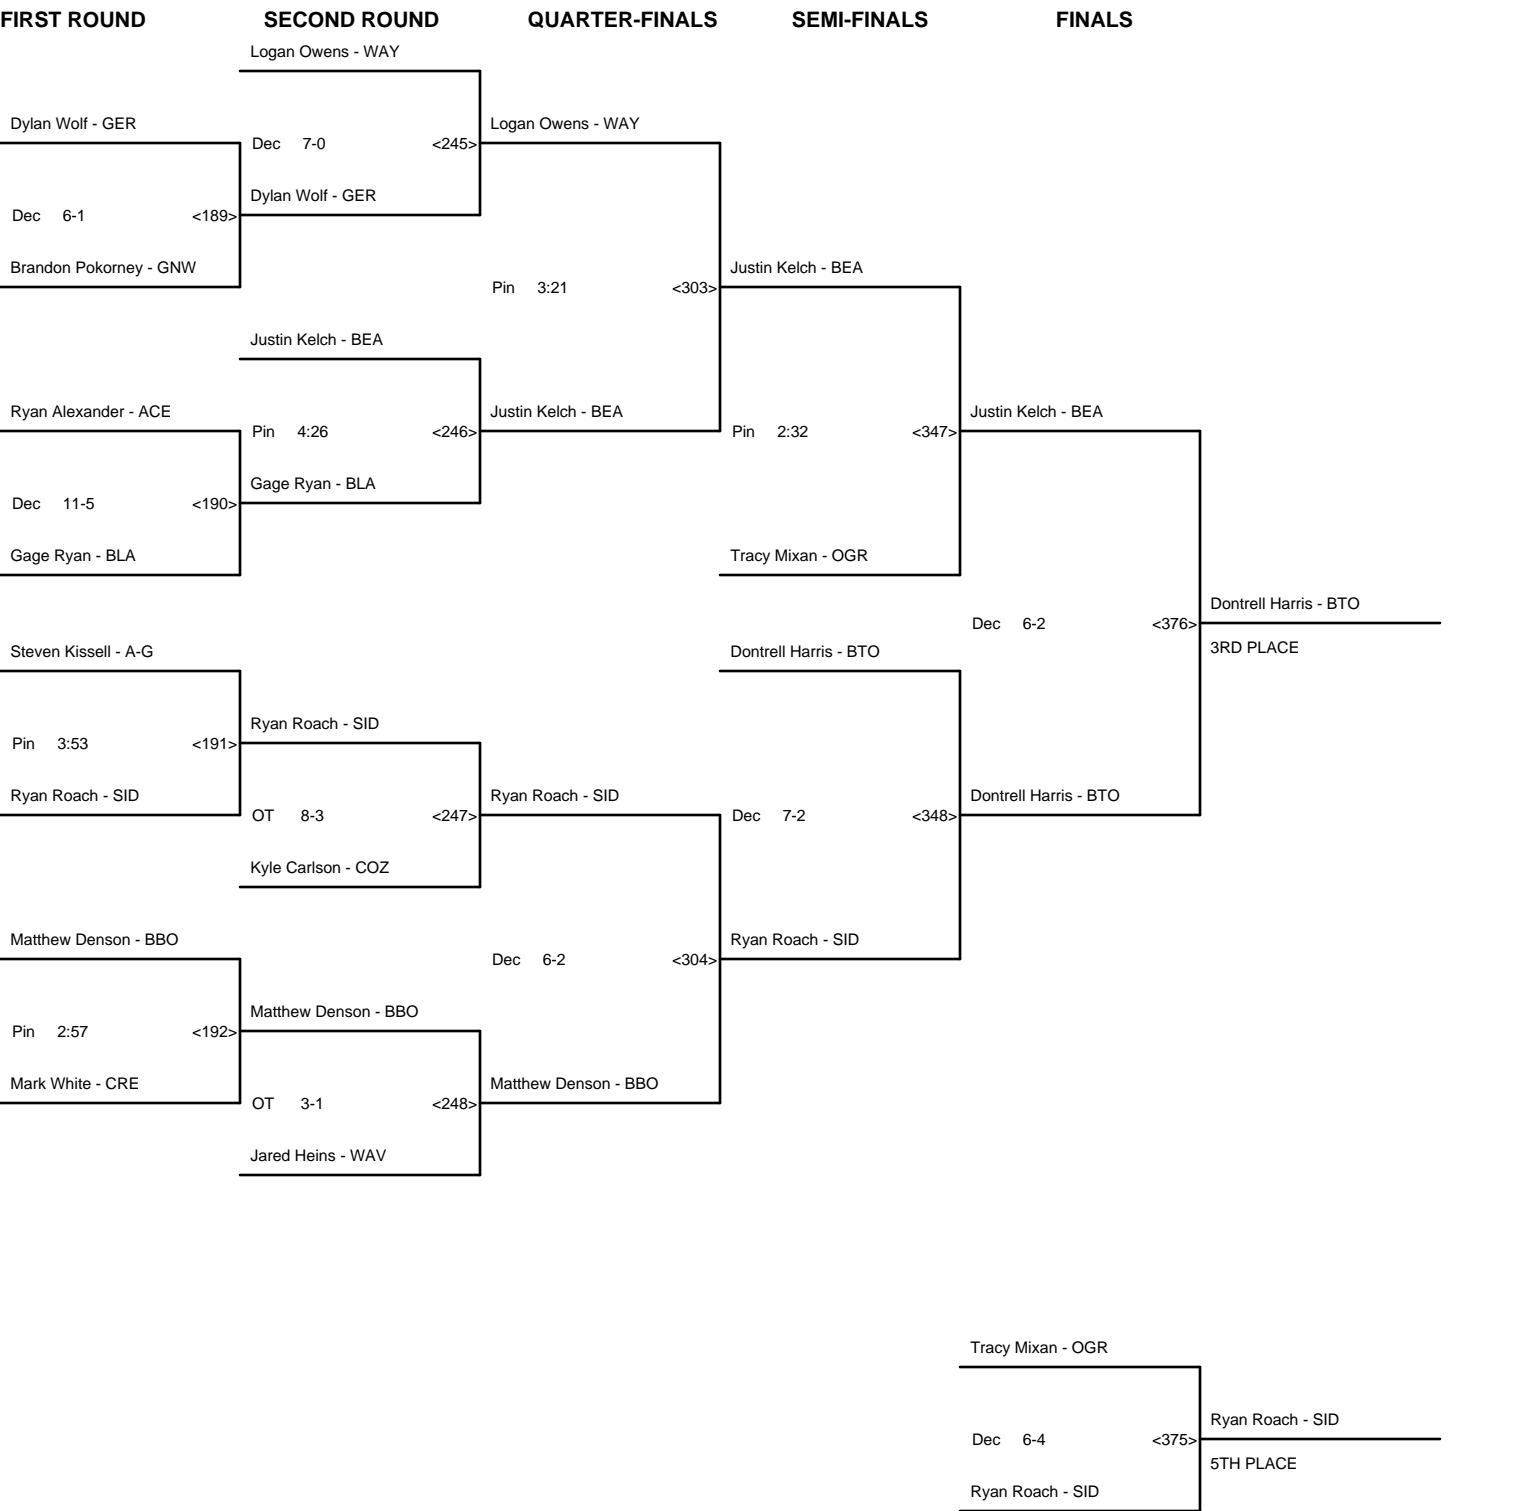 FIRST ROUND SECOND ROUND QUARTER-FINALS SEMI-FINALS FINALS
Logan Owens - WAY
Dylan Wolf - GER Logan Owens - WAY
Dec 7-0 <245>
Dylan Wolf - GER
Dec 6-1 <189>
Brandon Pokorney - GNW Justin Kelch - BEA
Pin 3:21 <303>
Justin Kelch - BEA
Ryan Alexander - ACE Justin Kelch - BEA Justin Kelch - BEA
Pin 4:26 <246> Pin 2:32 <347>
Gage Ryan - BLA
Dec 11-5 <190>
Gage Ryan - BLA Tracy Mixan - OGR
Dontrell Harris - BTO
Dec 6-2 <376>
3RD PLACE
Steven Kissell - A-G Dontrell Harris - BTO
Ryan Roach - SID
Pin 3:53 <191>
Ryan Roach - SID Ryan Roach - SID Dontrell Harris - BTO
OT 8-3 <247> Dec 7-2 <348>
Kyle Carlson - COZ
Matthew Denson - BBO Ryan Roach - SID
Dec 6-2 <304>
Matthew Denson - BBO
Pin 2:57 <192>
Mark White - CRE Matthew Denson - BBO
OT 3-1 <248>
Jared Heins - WAV
Tracy Mixan - OGR
Ryan Roach - SID
Dec 6-4 <375>
5TH PLACE
Ryan Roach - SID